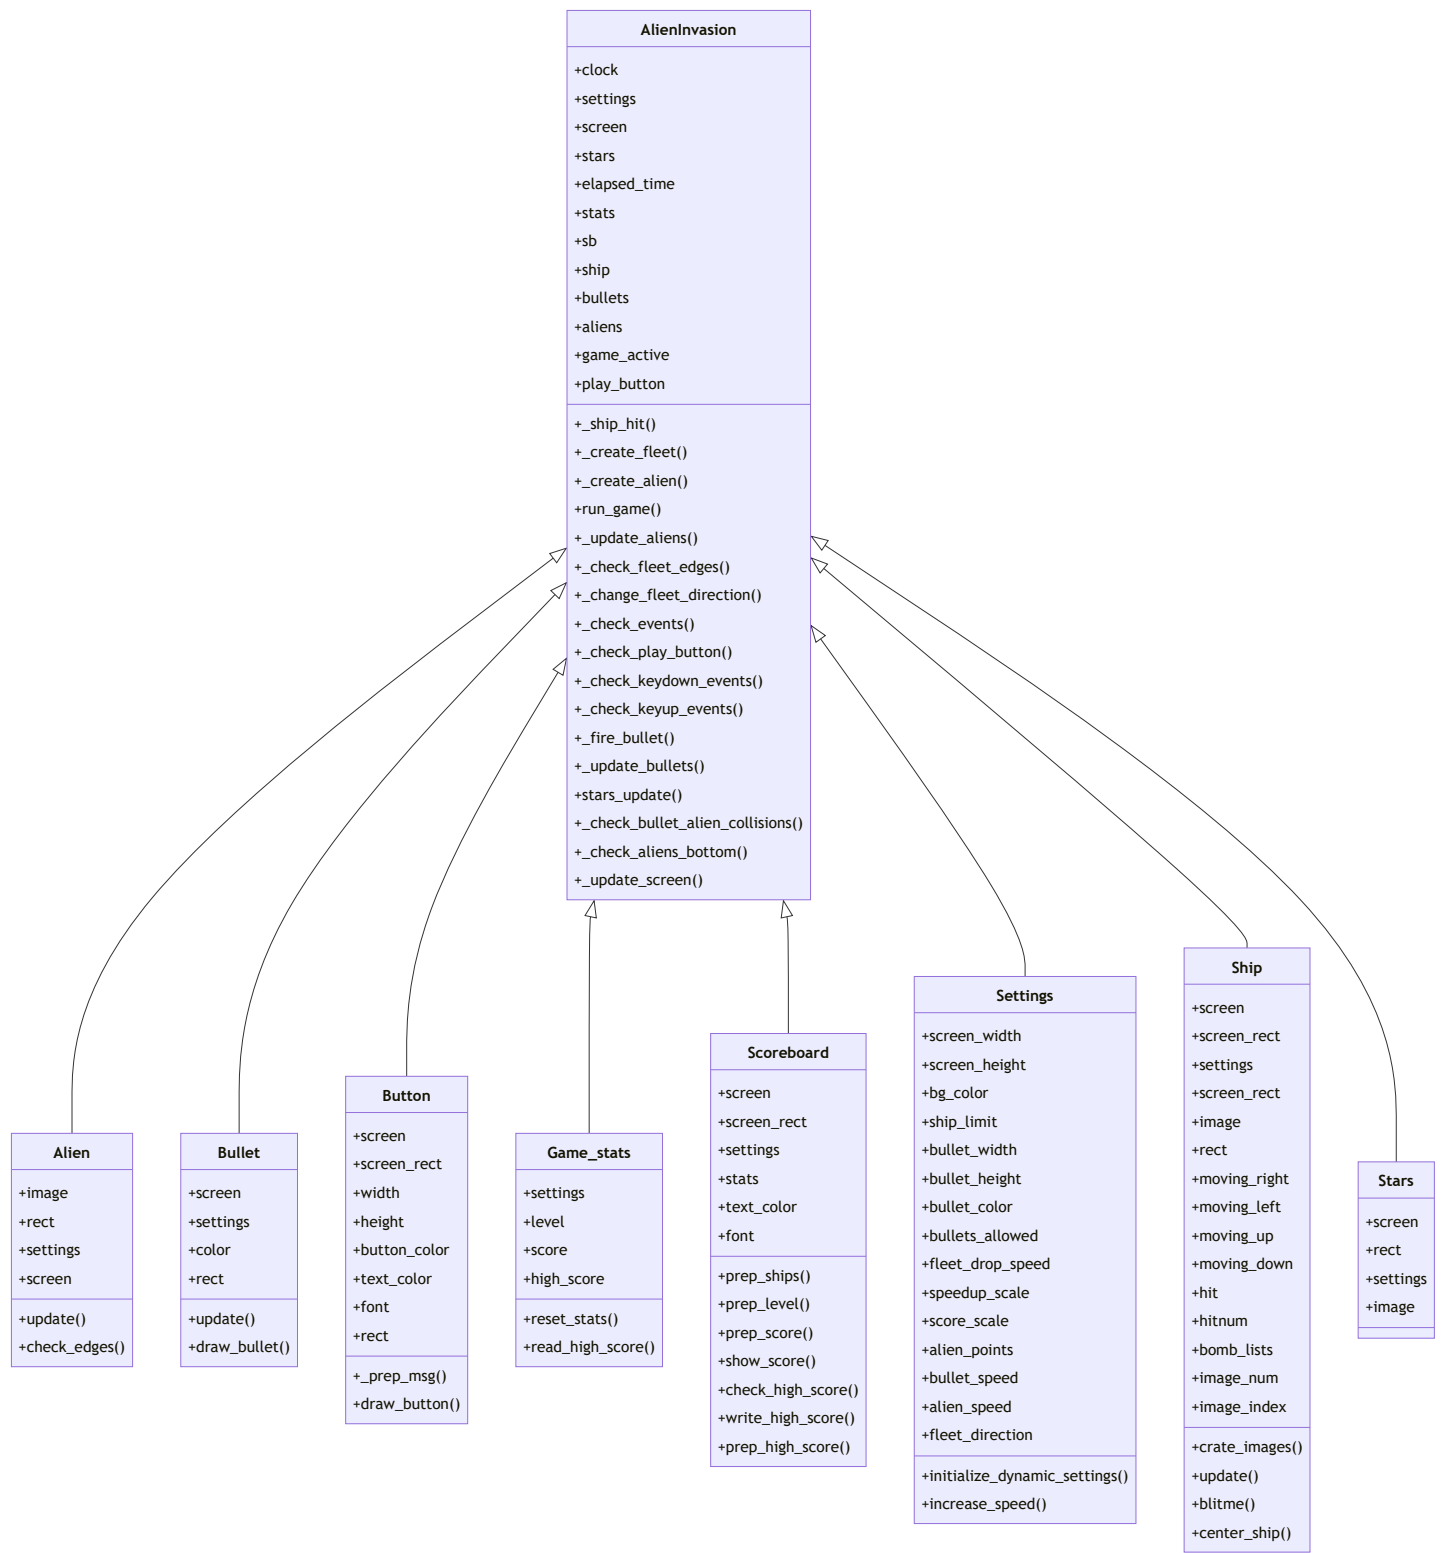 AlienInvasion
+clock
+settings
+screen
+stars
+elapsed_time
+stats
+sb
+ship
+bullets
+aliens
+game_active
+play_button
+_ship_hit()
+_create_fleet()
+_create_alien()
+run_game()
+_update_aliens()
+_check_fleet_edges()
+_change_fleet_direction()
+_check_events()
+_check_play_button()
+_check_keydown_events()
+_check_keyup_events()
+_fire_bullet()
+_update_bullets()
+stars_update()
+_check_bullet_alien_collisions()
+_check_aliens_bottom()
+_update_screen()
Alien
+image
+rect
+settings
+screen
+update()
+check_edges()
Bullet
+screen
+settings
+color
+rect
+update()
+draw_bullet()
Button
+screen
+screen_rect
+width
+height
+button_color
+text_color
+font
+rect
+_prep_msg()
+draw_button()
Game_stats
+settings
+level
+score
+high_score
+reset_stats()
+read_high_score()
Scoreboard
+screen
+screen_rect
+settings
+stats
+text_color
+font
+prep_ships()
+prep_level()
+prep_score()
+show_score()
+check_high_score()
+write_high_score()
+prep_high_score()
Settings
+screen_width
+screen_height
+bg_color
+ship_limit
+bullet_width
+bullet_height
+bullet_color
+bullets_allowed
+fleet_drop_speed
+speedup_scale
+score_scale
+alien_points
+bullet_speed
+alien_speed
+fleet_direction
+initialize_dynamic_settings()
+increase_speed()
Ship
+screen
+screen_rect
+settings
+screen_rect
+image
+rect
+moving_right
+moving_left
+moving_up
+moving_down
+hit
+hitnum
+bomb_lists
+image_num
+image_index
+crate_images()
+update()
+blitme()
+center_ship()
Stars
+screen
+rect
+settings
+image